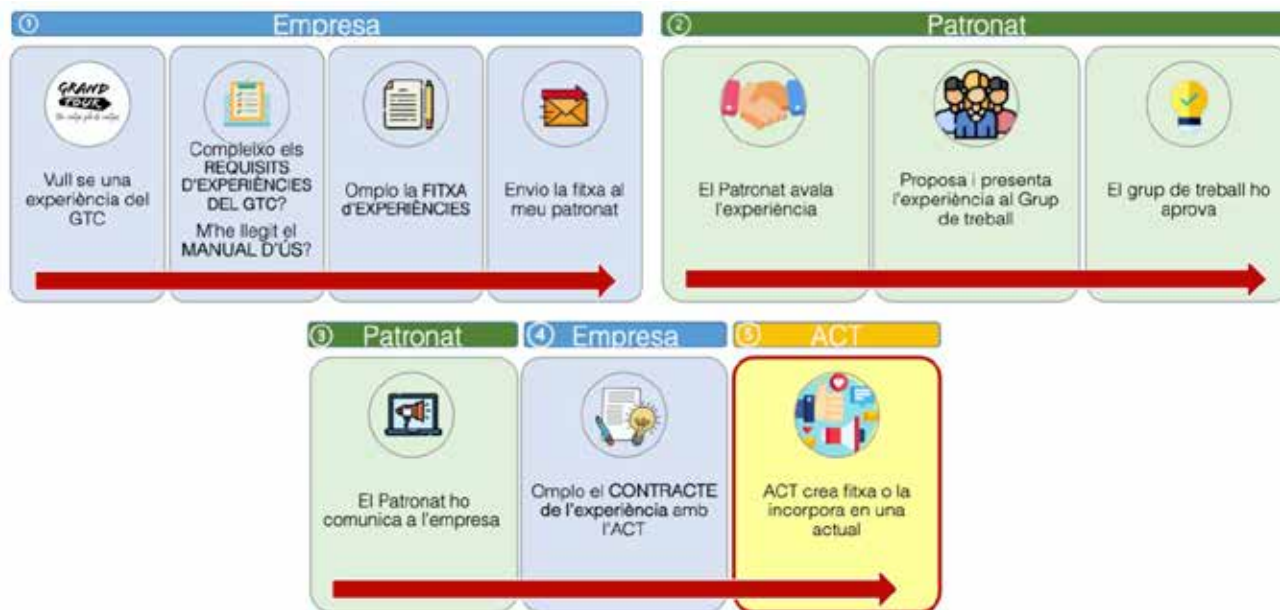 ① Empresa
GRAND
TOUR
Vull se una
experiència del
GTC
Compleixo els
REQUISITS
D'EXPERIÈNCIES
DEL GTC?
M'he llegit el
MANUAL D'ÚS?
Omplo la FITXA
d'EXPERIÈNCIES
Envio la fitxa al
meu patronat
② Patronat
El Patronat avala
l'experiència
Proposa i presenta
l'experiència al Grup
de treball
El grup de treball ho
aprova
③ Patronat
El Patronat ho
comunica a l'empresa
④ Empresa
Omplo el CONTRACTE
de l'experiència amb
l'ACT
⑤ ACT
ACT crea fitxa o la
incorpora en una
actual